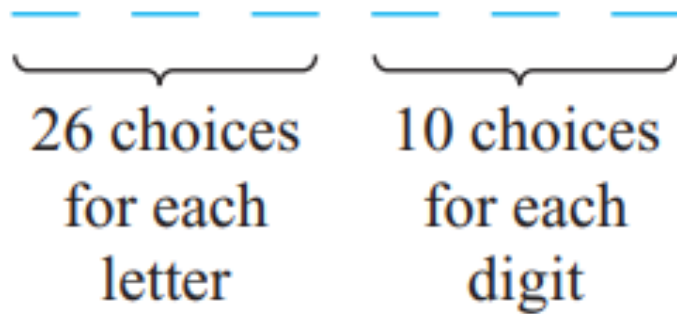 26 choices 10 choices
for each for each
letter digit